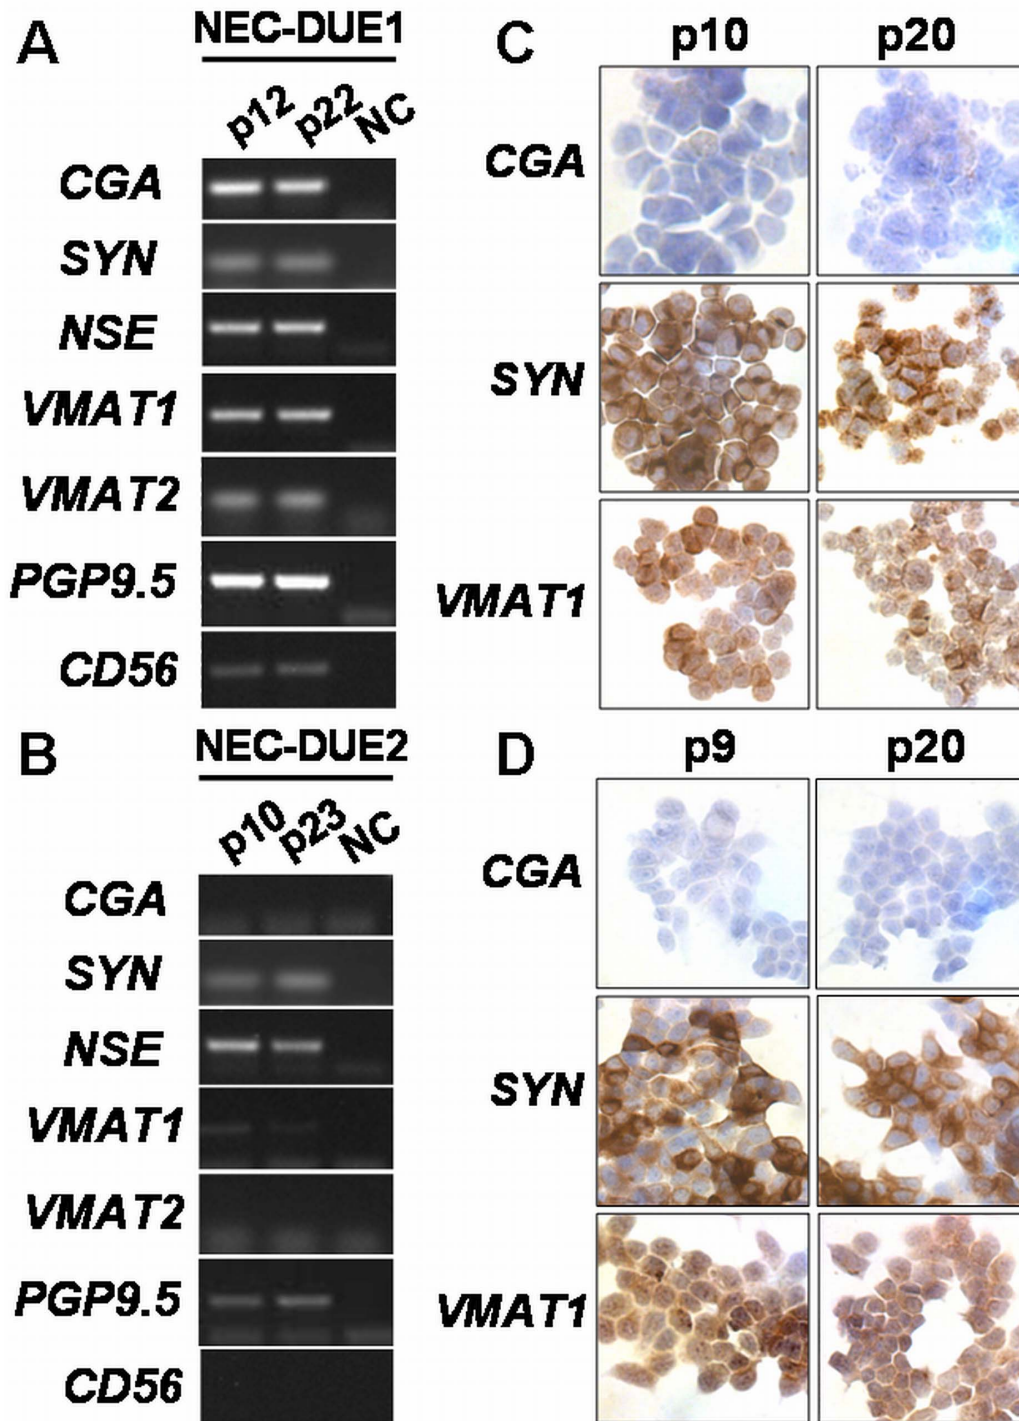 A
NEC-DUE1
p12 p22 NC
CGA
SYN
NSE
VMAT1
VMAT2
PGP9.5
CD56
B
NEC-DUE2
p10 p23 NC
CGA
SYN
NSE
VMAT1
VMAT2
PGP9.5
CD56
C
p10 p20
CGA
SYN
VMAT1
D
p9 p20
CGA
SYN
VMAT1